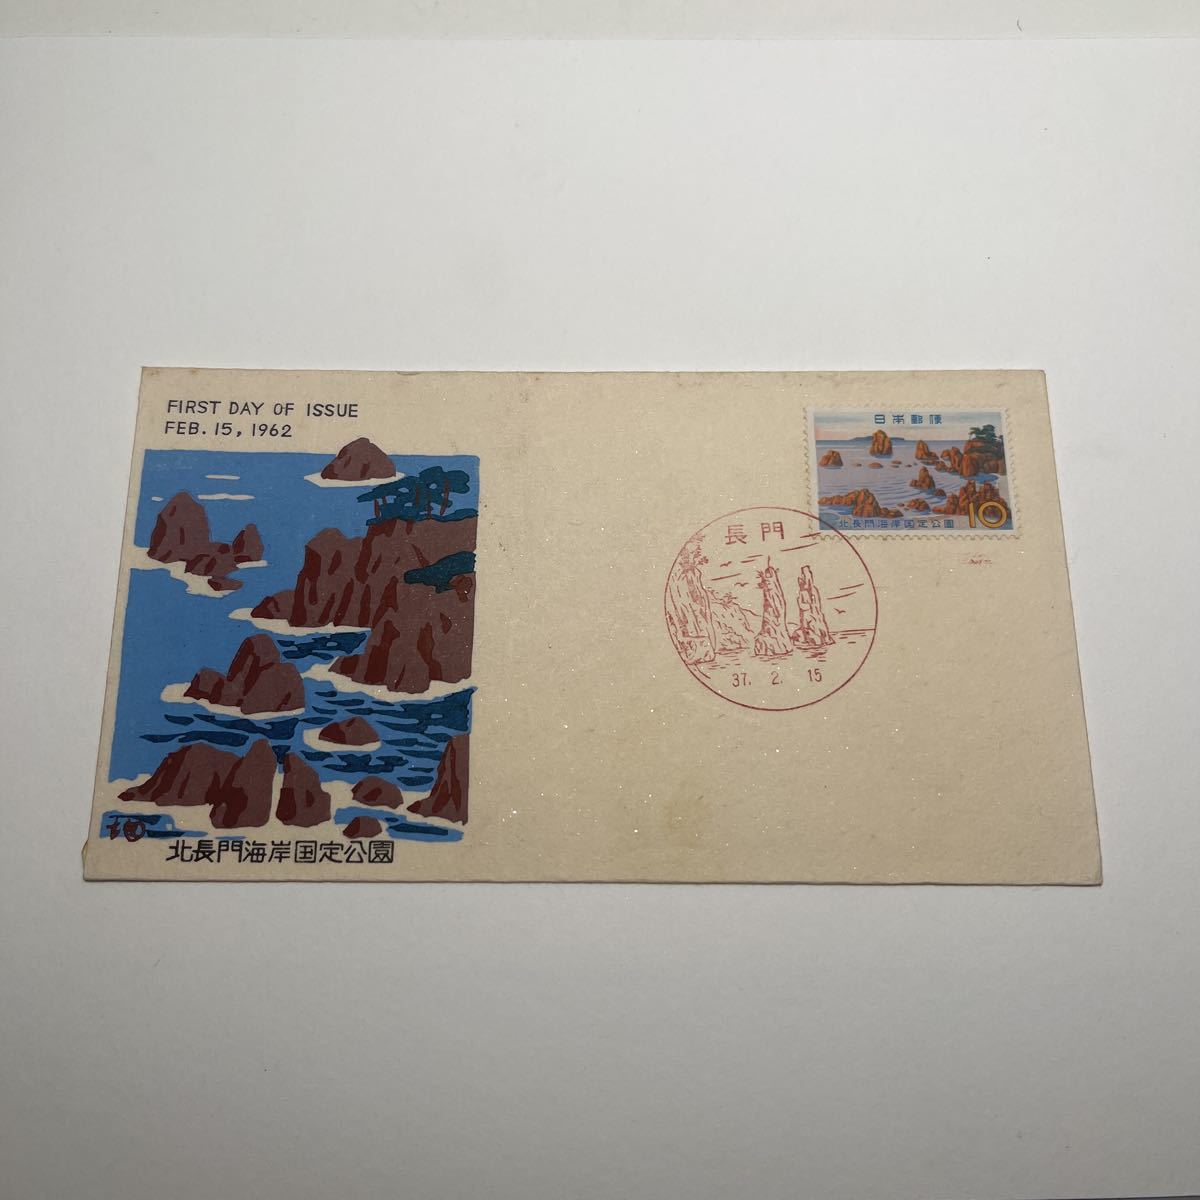 FIRST DAY OF ISSUE
FEB. 15, 1962
北長門海岸国定公園
日本郵便
北長門海岸国定公園 10
長門
37. 2. 15